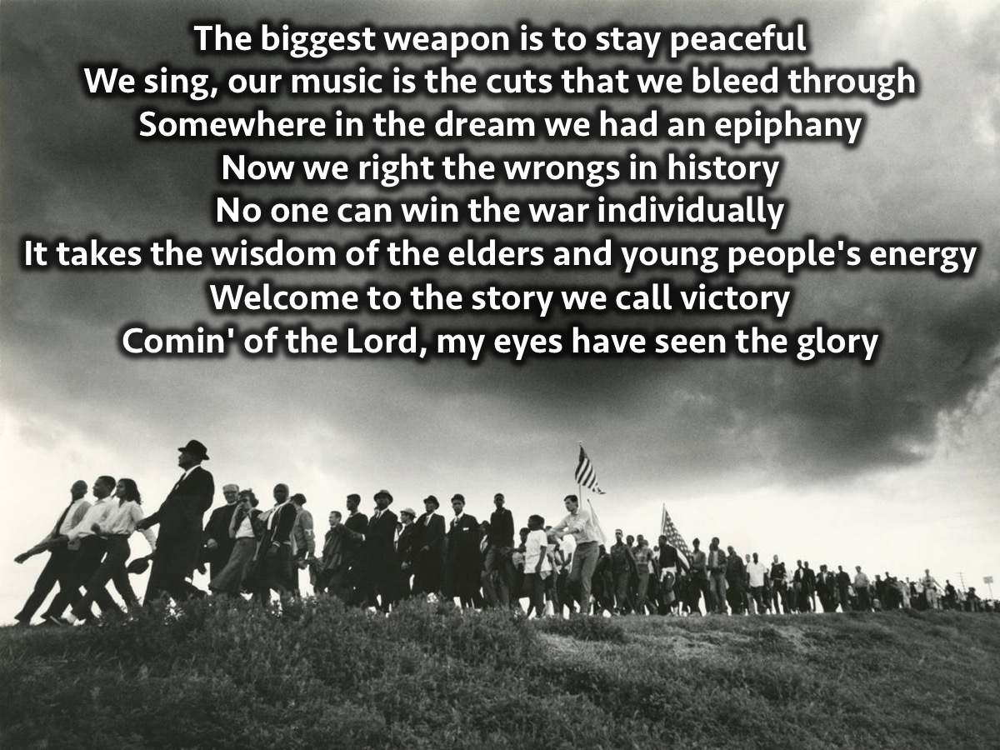 The biggest weapon is to stay peaceful
We sing, our music is the cuts that we bleed through
Somewhere in the dream we had an epiphany
Now we right the wrongs in history
No one can win the war individually
It takes the wisdom of the elders and young people's energy
Welcome to the story we call victory
Comin' of the Lord, my eyes have seen the glory